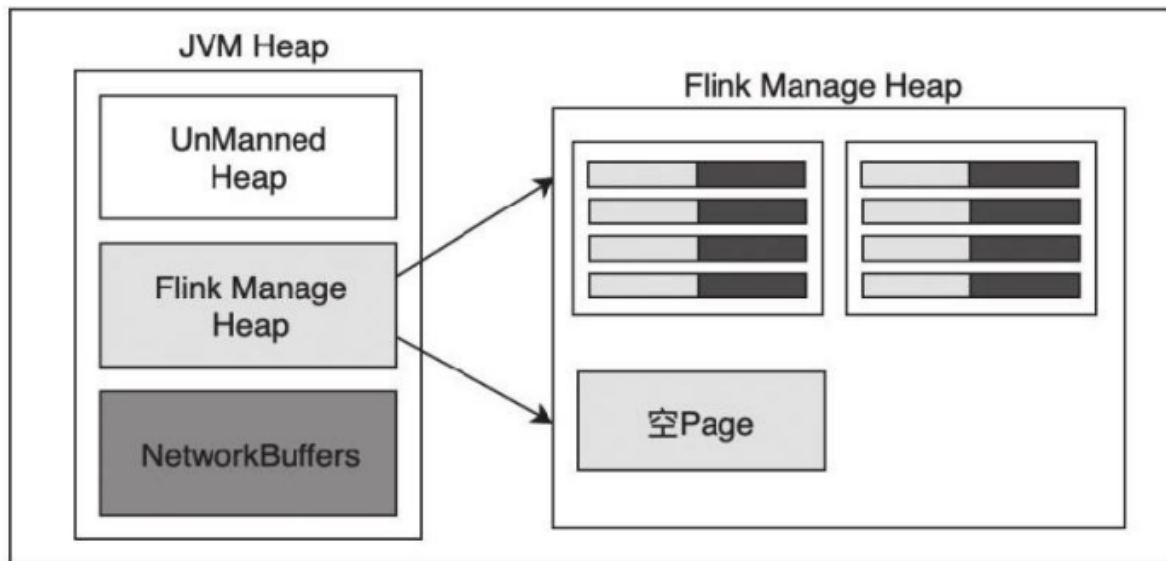 JVM Heap
UnManned
Heap
Flink Manage
Heap
NetworkBuffers
Flink Manage Heap
空Page